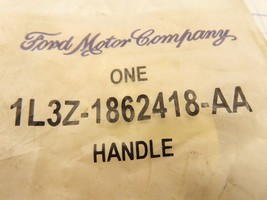 Ford Motor Company
ONE
1L3Z-1862418-AA
HANDLE